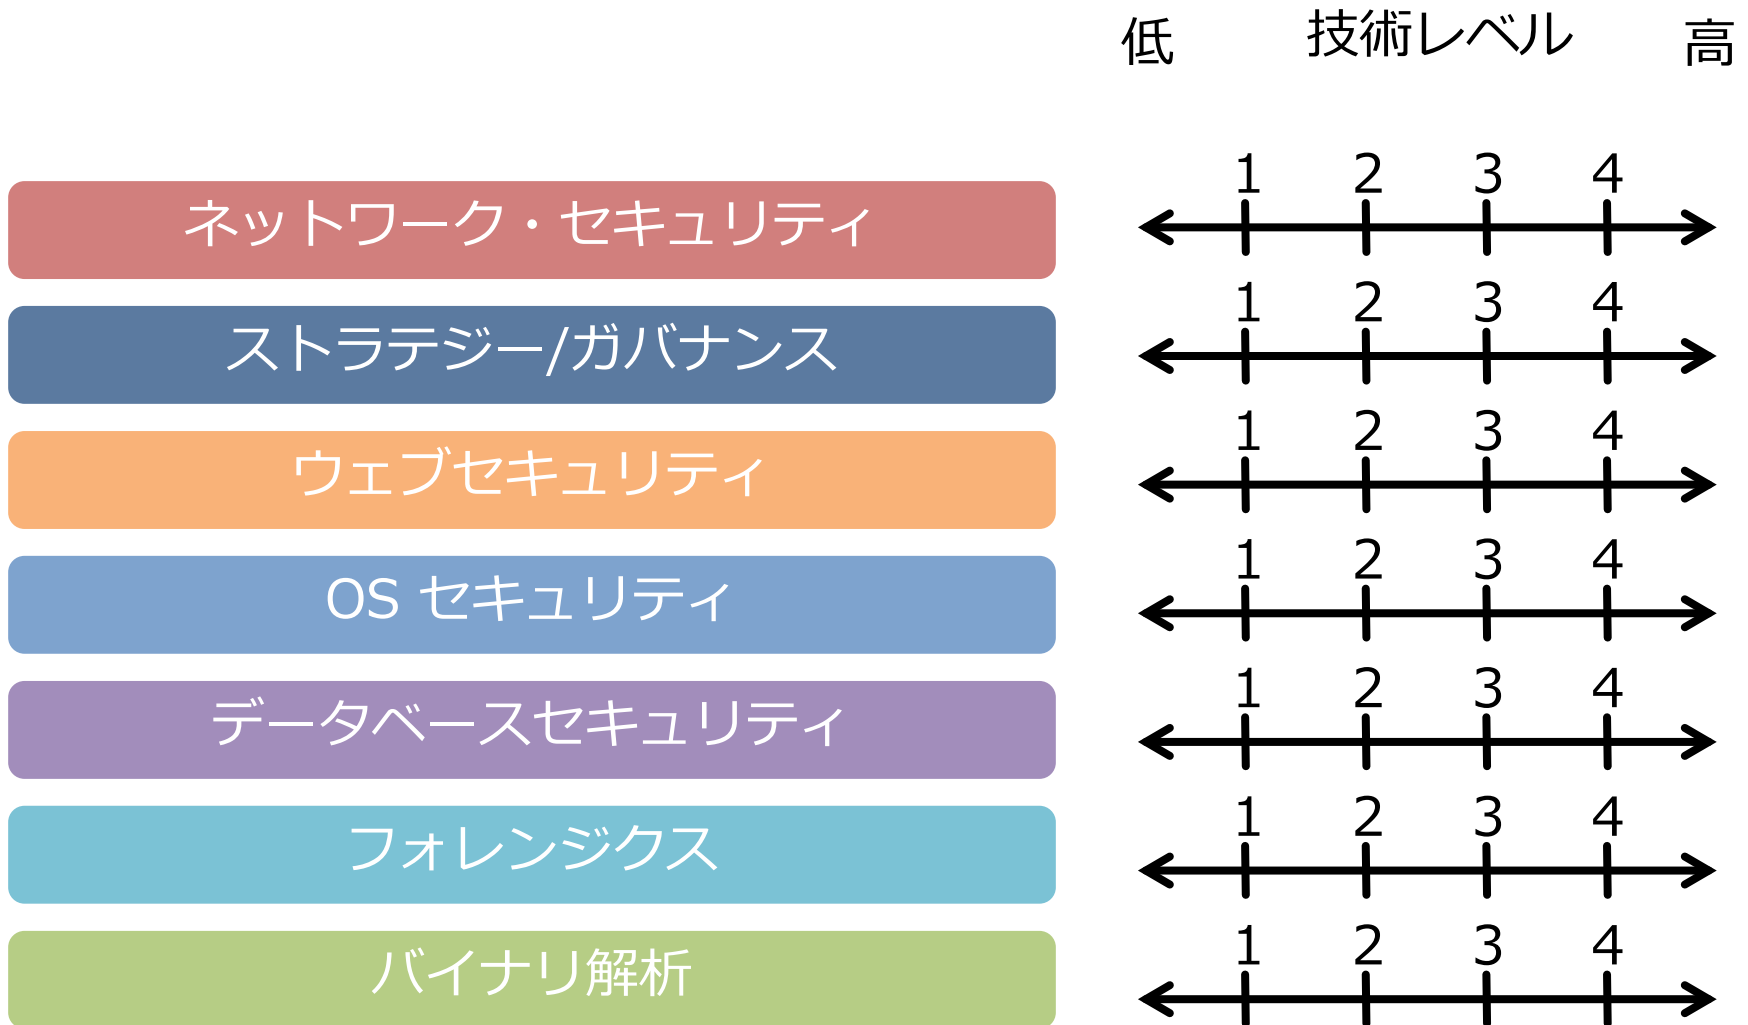 低 技術レベル 高
1 2 3 4
ネットワーク・セキュリティ
1 2 3 4
ストラテジー/ガバナンス
1 2 3 4
ウェブセキュリティ
1 2 3 4
OS セキュリティ
1 2 3 4
データベースセキュリティ
1 2 3 4
フォレンジクス
1 2 3 4
バイナリ解析